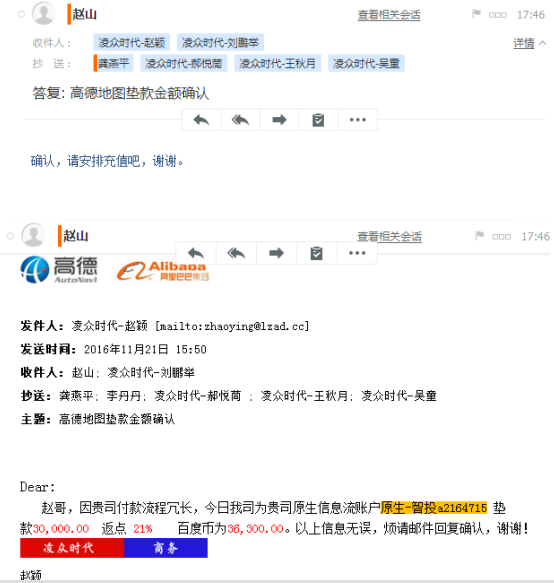 赵山
查看相关会话
17:46
收件人：
凌众时代-赵颖 凌众时代-刘鹏举
详情
抄 送：
龚燕平 凌众时代-郝悦茼 凌众时代-王秋月 凌众时代-吴童
答复: 高德地图垫款金额确认
确认，请安排充值吧，谢谢。
赵山
查看相关会话
17:46
高德
AutoNavi
Alibaba
阿里巴巴集团
发件人: 凌众时代-赵颖 [mailto:zhaoying@lzad.cc]
发送时间: 2016年11月21日 15:50
收件人: 赵山; 凌众时代-刘鹏举
抄送: 龚燕平; 李丹丹; 凌众时代-郝悦茼 ; 凌众时代-王秋月; 凌众时代-吴童
主题: 高德地图垫款金额确认
Dear:
赵哥，因贵司付款流程冗长，今日我司为贵司原生信息流账户原生-智投a2164715 垫
款30,000.00 返点 21% 百度币为36,300.00。以上信息无误，烦请邮件回复确认，谢谢！
凌众时代 商务
赵颖